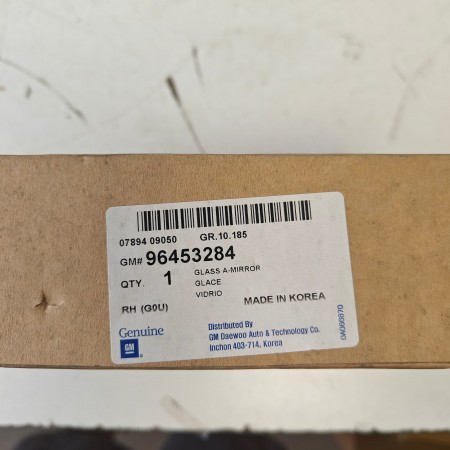 07894 09050 GR.10.185
GM# 96453284
QTY. 1 GLASS A-MIRROR
GLACE
VIDRIO
RH (G0U) MADE IN KOREA
Genuine
GM
Distributed By
GM Daewoo Auto & Technology Co.
Inchon 403-714, Korea